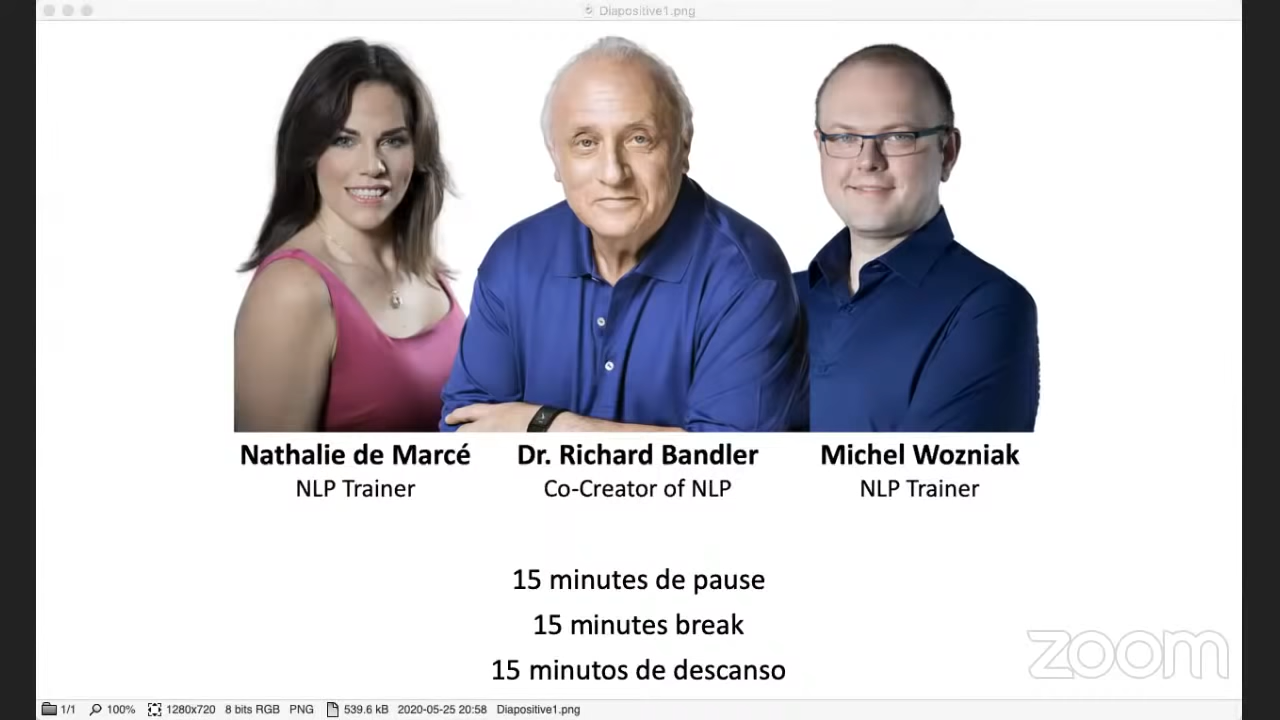 Diapositive1.png
Nathalie de Marcé Dr. Richard Bandler Michel Wozniak
NLP Trainer Co-Creator of NLP NLP Trainer
15 minutes de pause
15 minutes break
15 minutos de descanso
zoom
1/1 100% 1280x720 8 bits RGB PNG 539.6 kB 2020-05-25 20:58 Diapositive1.png